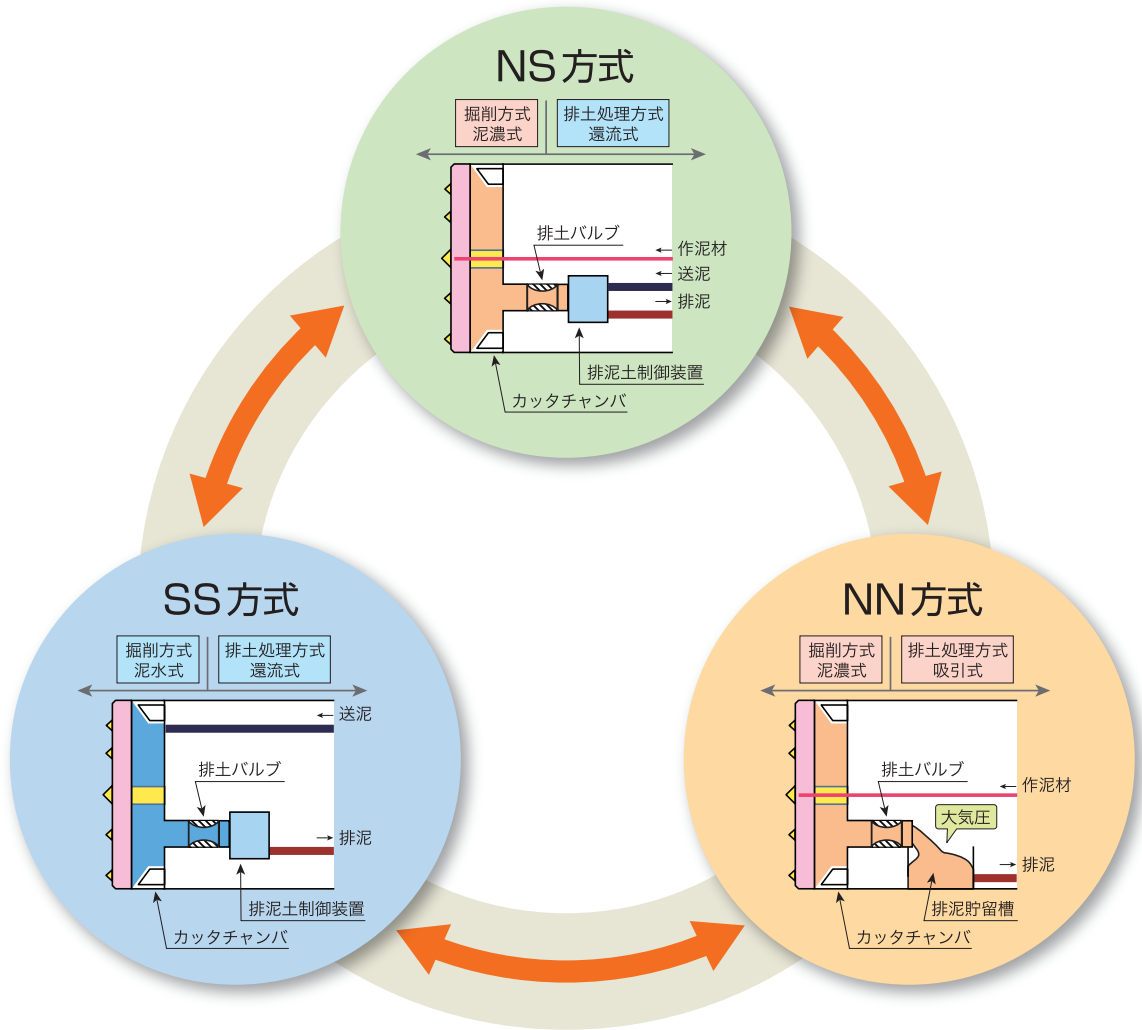 NS方式
掘削方式
泥濃式
排土処理方式
還流式
排土バルブ
作泥材
送泥
排泥
排泥土制御装置
カッタチャンバ
SS方式
掘削方式
泥水式
排土処理方式
還流式
送泥
排土バルブ
排泥
排泥土制御装置
カッタチャンバ
NN方式
掘削方式
泥濃式
排土処理方式
吸引式
排土バルブ
作泥材
大気圧
排泥
排泥貯留槽
カッタチャンバ